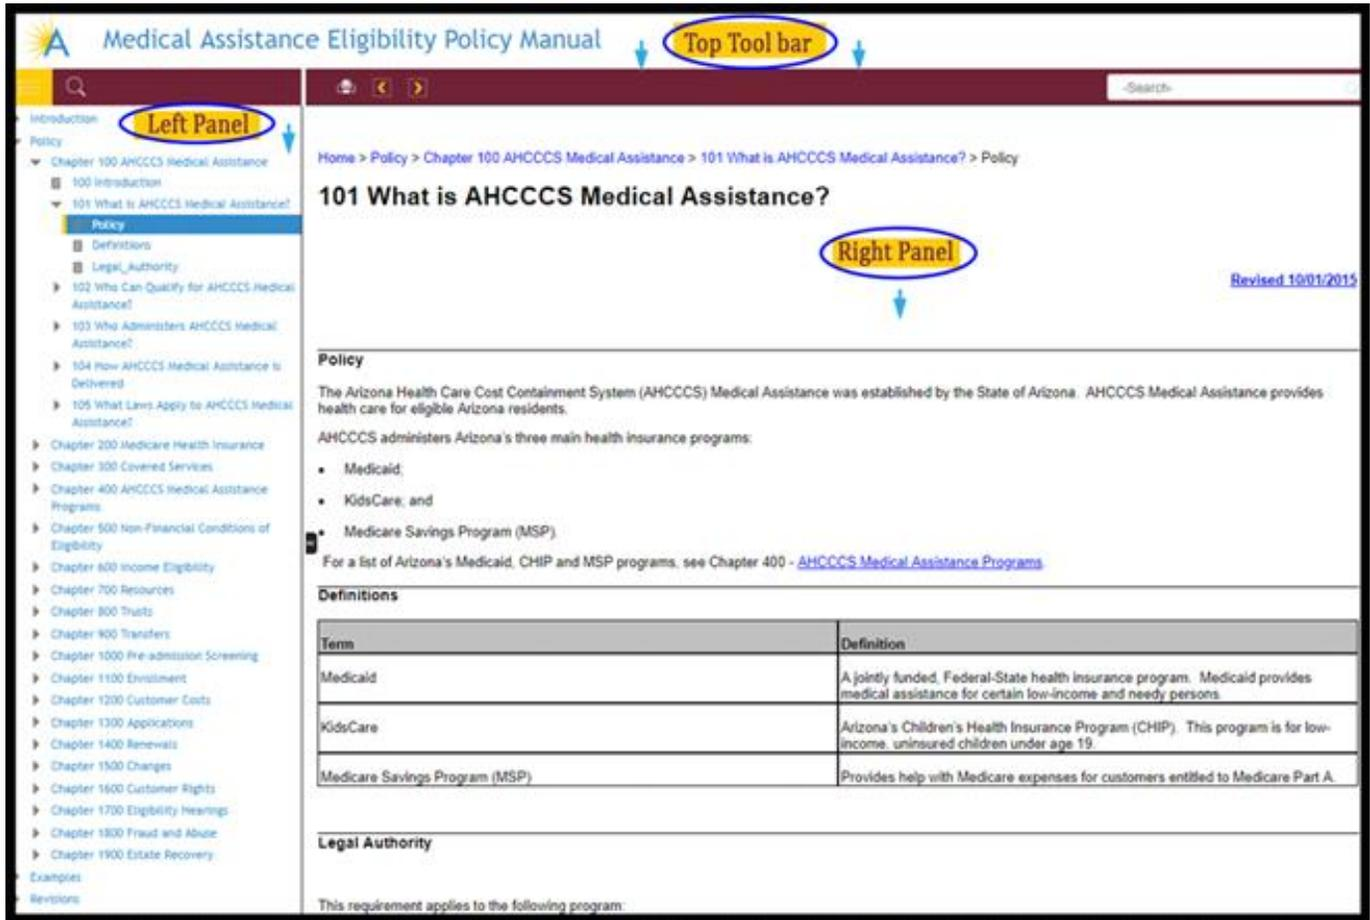 Medical Assistance Eligibility Policy Manual
Top Tool bar
-Search-
Introduction
Left Panel
Policy
Chapter 100 AHCCCS Medical Assistance
100 Introduction
101 What is AHCCCS Medical Assistance?
Policy
Definitions
Legal_Authority
102 Who Can Qualify for AHCCCS Medical
Assistance?
103 Who Administers AHCCCS Medical
Assistance?
104 How AHCCCS Medical Assistance is
Delivered
105 What Laws Apply to AHCCCS Medical
Assistance?
Chapter 200 Medicare Health Insurance
Chapter 300 Covered Services
Chapter 400 AHCCCS Medical Assistance
Programs
Chapter 500 Non-Financial Conditions of
Eligibility
Chapter 600 Income Eligibility
Chapter 700 Resources
Chapter 800 Trusts
Chapter 900 Transfers
Chapter 1000 Pre-admission Screening
Chapter 1100 Enrollment
Chapter 1200 Customer Costs
Chapter 1300 Applications
Chapter 1400 Renewals
Chapter 1500 Changes
Chapter 1600 Customer Rights
Chapter 1700 Eligibility Hearings
Chapter 1800 Fraud and Abuse
Chapter 1900 Estate Recovery
Examples
Revisions
Home > Policy > Chapter 100 AHCCCS Medical Assistance > 101 What is AHCCCS Medical Assistance? > Policy
101 What is AHCCCS Medical Assistance?
Right Panel
Revised 10/01/2015
Policy
The Arizona Health Care Cost Containment System (AHCCCS) Medical Assistance was established by the State of Arizona. AHCCCS Medical Assistance provides
health care for eligible Arizona residents.
AHCCCS administers Arizona's three main health insurance programs:
• Medicaid;
• KidsCare; and
• Medicare Savings Program (MSP).
For a list of Arizona's Medicaid, CHIP and MSP programs, see Chapter 400 - AHCCCS Medical Assistance Programs.
Definitions
Term Definition
Medicaid A jointly funded, Federal-State health insurance program. Medicaid provides
medical assistance for certain low-income and needy persons.
KidsCare Arizona's Children's Health Insurance Program (CHIP). This program is for low-
income, uninsured children under age 19.
Medicare Savings Program (MSP) Provides help with Medicare expenses for customers entitled to Medicare Part A.
Legal Authority
This requirement applies to the following program: